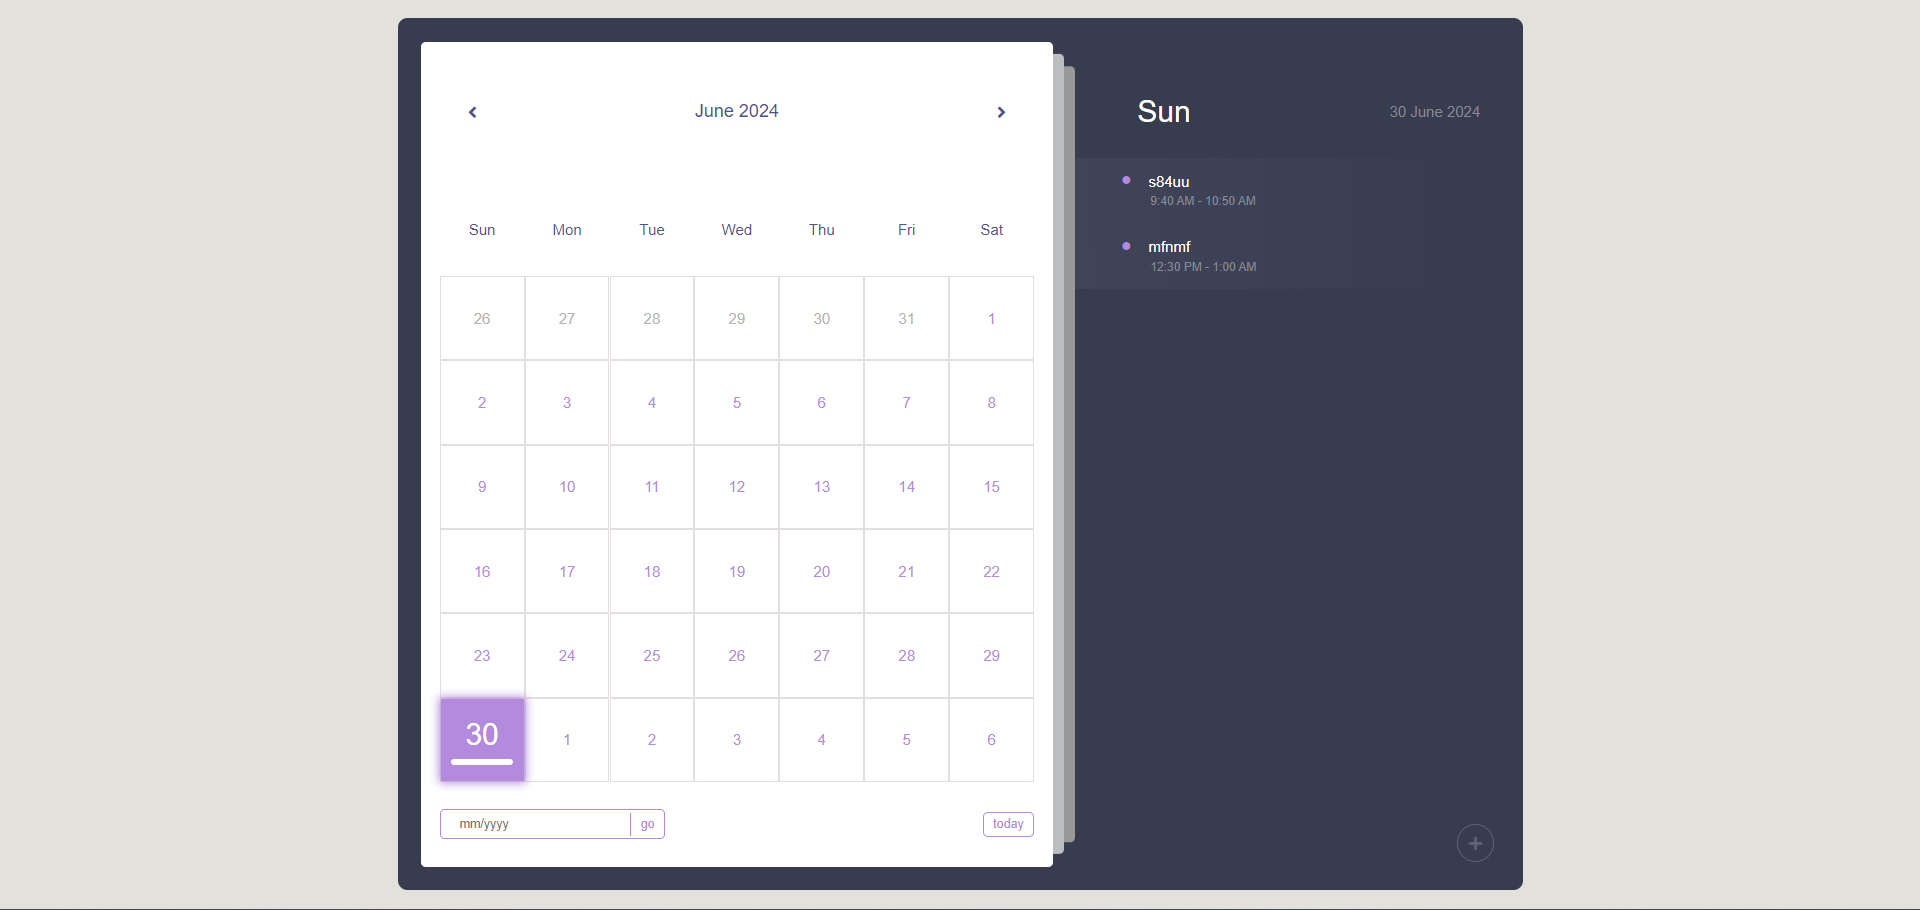 June 2024
Sun Mon Tue Wed Thu Fri Sat
26 27 28 29 30 31 1
2 3 4 5 6 7 8
9 10 11 12 13 14 15
16 17 18 19 20 21 22
23 24 25 26 27 28 29
30 1 2 3 4 5 6
mm/yyyy go today
Sun 30 June 2024
s84uu
9:40 AM - 10:50 AM
mfnmf
12:30 PM - 1:00 AM